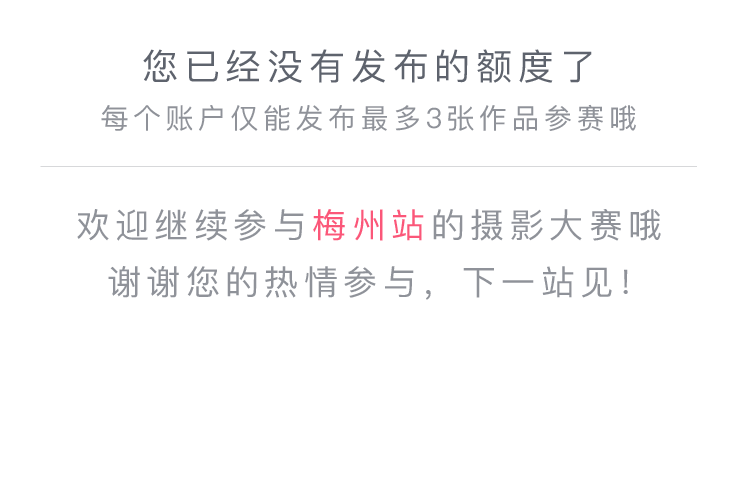 您已经没有发布的额度了
每个账户仅能发布最多3张作品参赛哦
欢迎继续参与梅州站的摄影大赛哦
谢谢您的热情参与，下一站见！